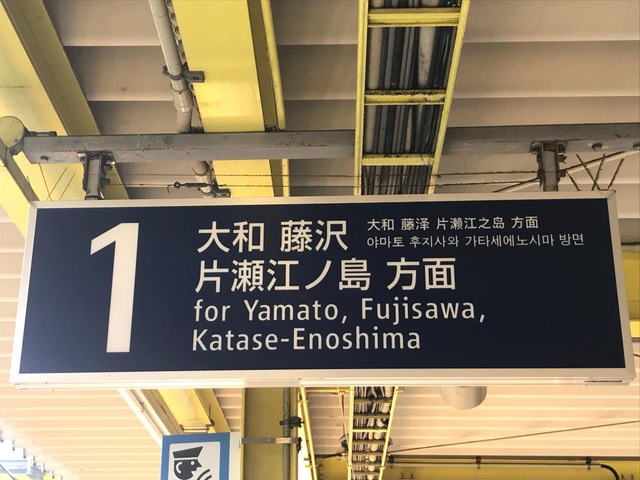 1
大和 藤沢
大和 藤泽 片濑江之岛 方面
야마토 후지사와 가타세에노시마 방면
片瀬江ノ島 方面
for Yamato, Fujisawa,
Katase-Enoshima